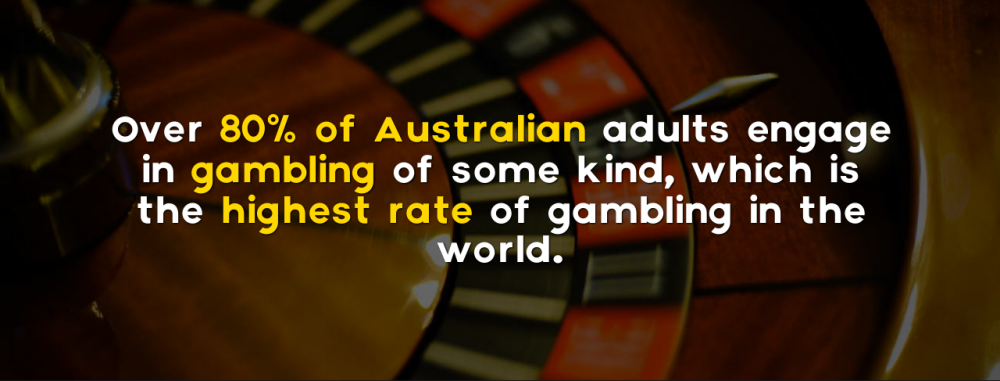 Over 80% of Australian adults engage
in gambling of some kind, which is
the highest rate of gambling in the
world.